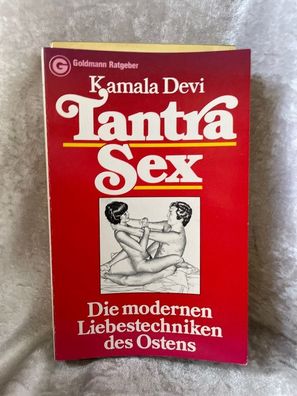 G Goldmann Ratgeber
Kamala Devi
Tantra
Sex
Die modernen
Liebestechniken
des Ostens